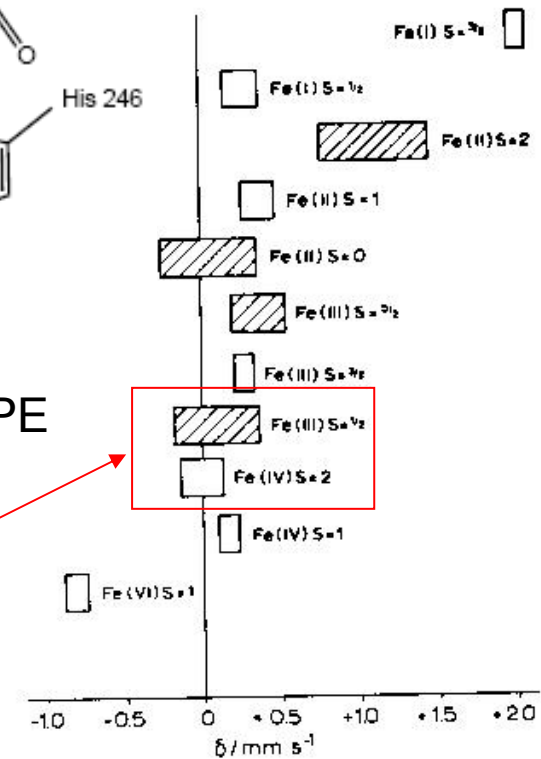 O
His 246
Fe(I) S=3/2
Fe(I) S=1/2
Fe(II) S=2
Fe(II) S=1
Fe(II) S=0
Fe(III) S=5/2
Fe(III) S=3/2
PE
Fe(III) S=1/2
Fe(IV) S=2
Fe(IV) S=1
Fe(VI) S=1
-1.0 -0.5 0 +0.5 +1.0 +1.5 +2.0
δ/mm s⁻¹